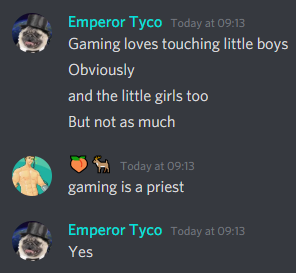 Emperor Tyco Today at 09:13
Gaming loves touching little boys
Obviously
and the little girls too
But not as much
🍑🐐 Today at 09:13
gaming is a priest
Emperor Tyco Today at 09:13
Yes